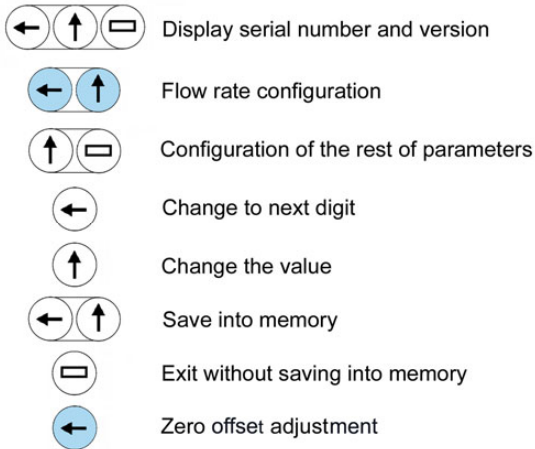 Display serial number and version
Flow rate configuration
Configuration of the rest of parameters
Change to next digit
Change the value
Save into memory
Exit without saving into memory
Zero offset adjustment